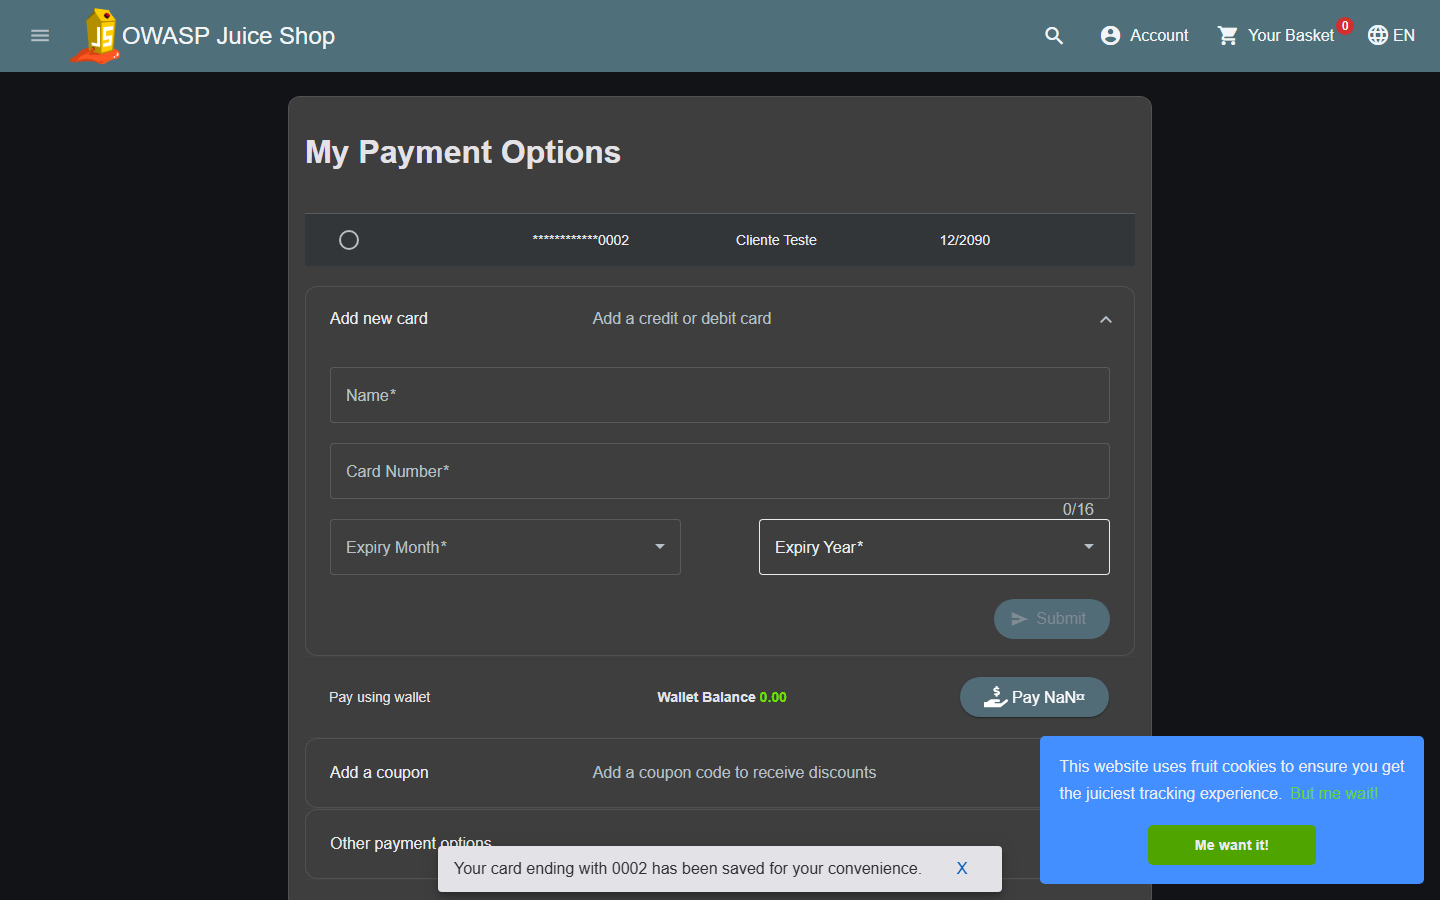 OWASP Juice Shop
Account
Your Basket
0
EN
My Payment Options
************0002
Cliente Teste
12/2090
Add new card
Add a credit or debit card
Name*
Card Number*
0/16
Expiry Month*
Expiry Year*
Submit
Pay using wallet
Wallet Balance 0.00
Pay NaN¤
Add a coupon
Add a coupon code to receive discounts
Other payment options
Your card ending with 0002 has been saved for your convenience.
X
This website uses fruit cookies to ensure you get
the juiciest tracking experience. But me wait!
Me want it!